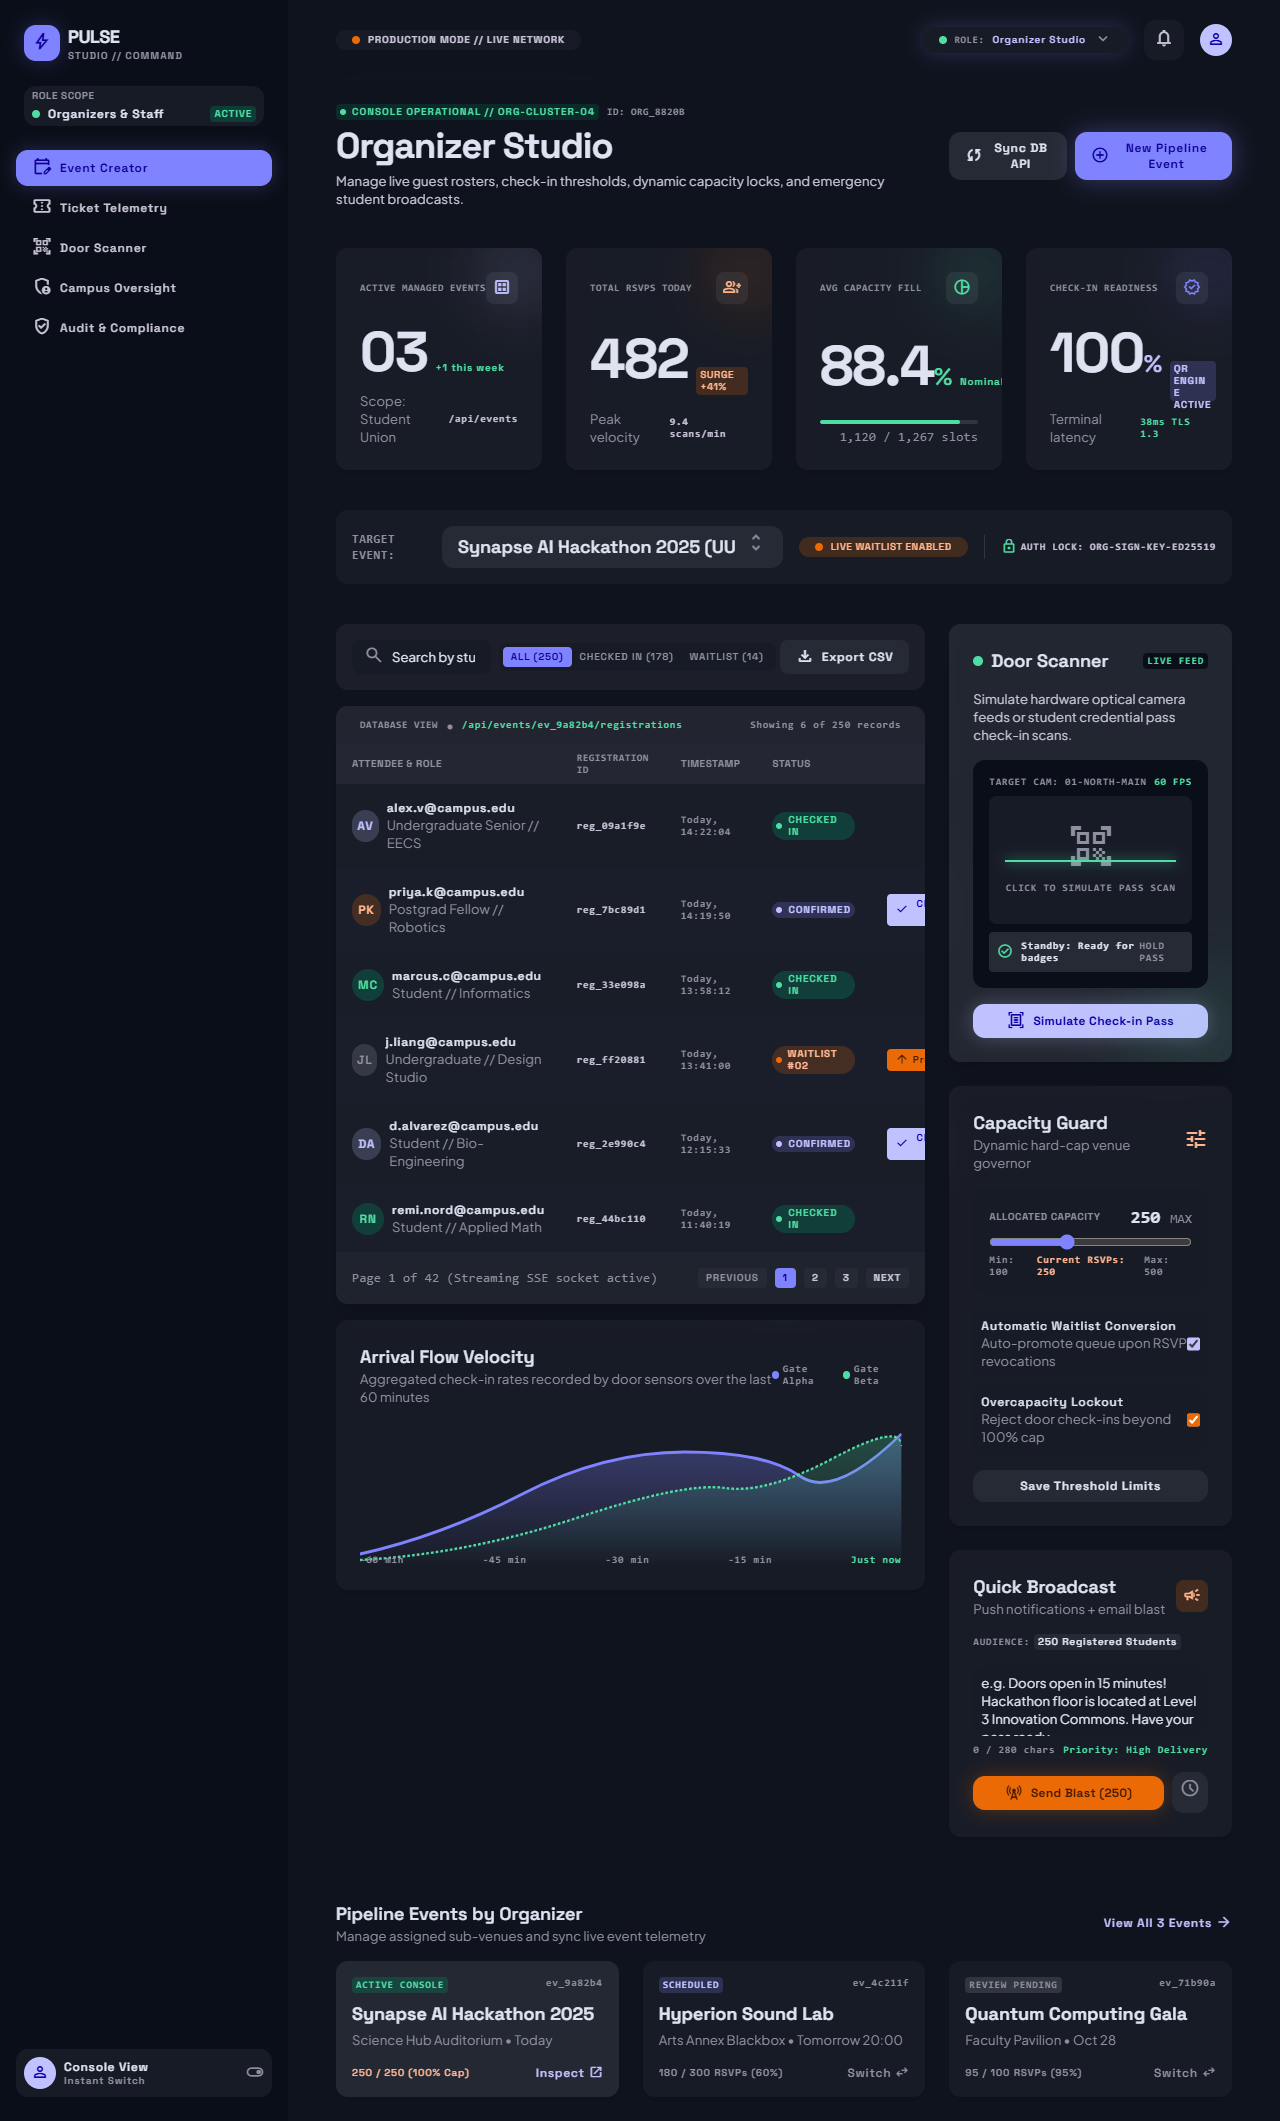 PULSE
STUDIO // COMMAND
ROLE SCOPE
Organizers & Staff ACTIVE
Event Creator
Ticket Telemetry
Door Scanner
Campus Oversight
Audit & Compliance
Console View
Instant Switch
PRODUCTION MODE // LIVE NETWORK
ROLE: Organizer Studio
CONSOLE OPERATIONAL // ORG-CLUSTER-04 ID: ORG_8820B
Organizer Studio
Manage live guest rosters, check-in thresholds, dynamic capacity locks, and emergency
student broadcasts.
Sync DB
API
New Pipeline
Event
ACTIVE MANAGED EVENTS
03 +1 this week
Scope:
Student
Union
/api/events
TOTAL RSVPS TODAY
482 SURGE
+41%
Peak
velocity
9.4
scans/min
AVG CAPACITY FILL
88.4% Nominal
1,120 / 1,267 slots
CHECK-IN READINESS
100% QR
ENGIN
E
ACTIVE
Terminal
latency
38ms TLS
1.3
TARGET
EVENT:
Synapse AI Hackathon 2025 (UU
LIVE WAITLIST ENABLED
AUTH LOCK: ORG-SIGN-KEY-ED25519
Search by stu
ALL (250) CHECKED IN (178) WAITLIST (14)
Export CSV
DATABASE VIEW ● /api/events/ev_9a82b4/registrations Showing 6 of 250 records
ATTENDEE & ROLE REGISTRATION
ID TIMESTAMP STATUS
alex.v@campus.edu
AV Undergraduate Senior //
EECS
reg_09a1f9e
Today,
14:22:04
CHECKED
IN
priya.k@campus.edu
PK Postgrad Fellow //
Robotics
reg_7bc89d1
Today,
14:19:50
CONFIRMED
marcus.c@campus.edu
MC Student // Informatics
reg_33e098a
Today,
13:58:12
CHECKED
IN
j.liang@campus.edu
JL Undergraduate // Design
Studio
reg_ff20881
Today,
13:41:00
WAITLIST
#02
d.alvarez@campus.edu
DA Student // Bio-
Engineering
reg_2e990c4
Today,
12:15:33
CONFIRMED
remi.nord@campus.edu
RN Student // Applied Math
reg_44bc110
Today,
11:40:19
CHECKED
IN
Page 1 of 42 (Streaming SSE socket active) PREVIOUS 1 2 3 NEXT
Arrival Flow Velocity
Aggregated check-in rates recorded by door sensors over the last
60 minutes
Gate
Alpha
Gate
Beta
-60 min -45 min -30 min -15 min Just now
Door Scanner LIVE FEED
Simulate hardware optical camera
feeds or student credential pass
check-in scans.
TARGET CAM: 01-NORTH-MAIN 60 FPS
CLICK TO SIMULATE PASS SCAN
Standby: Ready for
badges
HOLD
PASS
Simulate Check-in Pass
Capacity Guard
Dynamic hard-cap venue
governor
ALLOCATED CAPACITY 250 MAX
Min:
100
Current RSVPs:
250
Max:
500
Automatic Waitlist Conversion
Auto-promote queue upon RSVP
revocations
Overcapacity Lockout
Reject door check-ins beyond
100% cap
Save Threshold Limits
Quick Broadcast
Push notifications + email blast
AUDIENCE: 250 Registered Students
e.g. Doors open in 15 minutes!
Hackathon floor is located at Level
3 Innovation Commons. Have your
0 / 280 chars Priority: High Delivery
Send Blast (250)
Pipeline Events by Organizer
Manage assigned sub-venues and sync live event telemetry
View All 3 Events
ACTIVE CONSOLE ev_9a82b4
Synapse AI Hackathon 2025
Science Hub Auditorium • Today
250 / 250 (100% Cap) Inspect
SCHEDULED ev_4c211f
Hyperion Sound Lab
Arts Annex Blackbox • Tomorrow 20:00
180 / 300 RSVPs (60%) Switch
REVIEW PENDING ev_71b90a
Quantum Computing Gala
Faculty Pavilion • Oct 28
95 / 100 RSVPs (95%) Switch